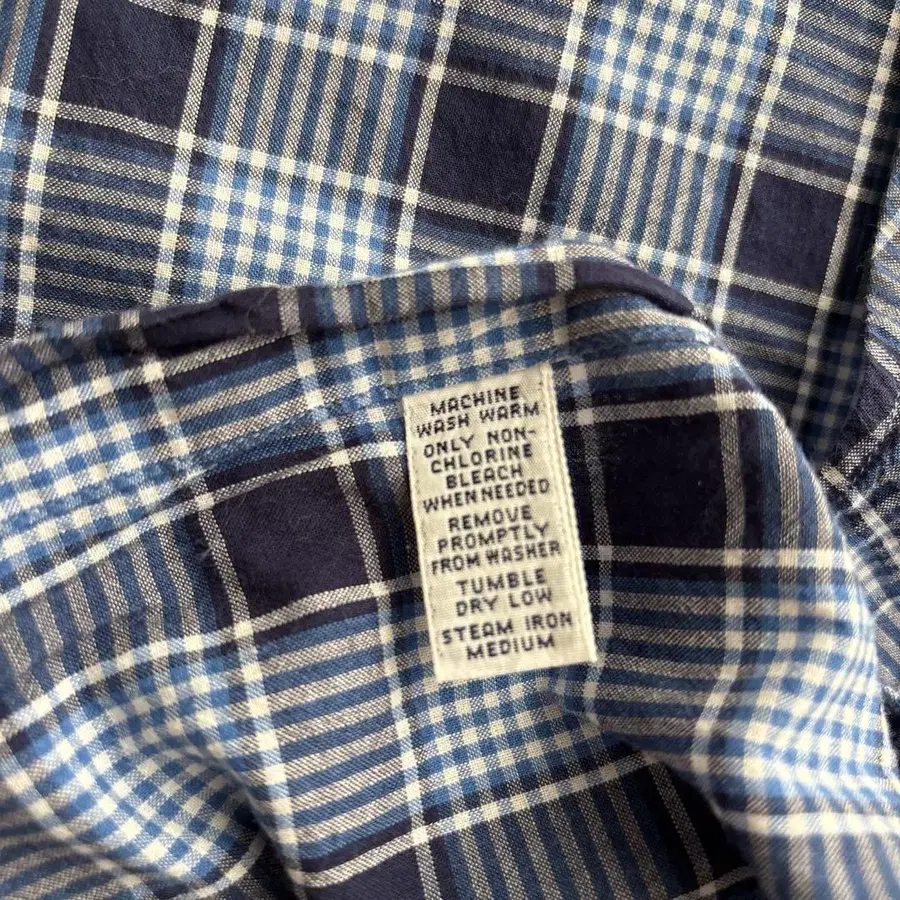 MACHINE
WASH WARM
ONLY NON-
CHLORINE
BLEACH
WHEN NEEDED
REMOVE
PROMPTLY
FROM WASHER
TUMBLE
DRY LOW
STEAM IRON
MEDIUM